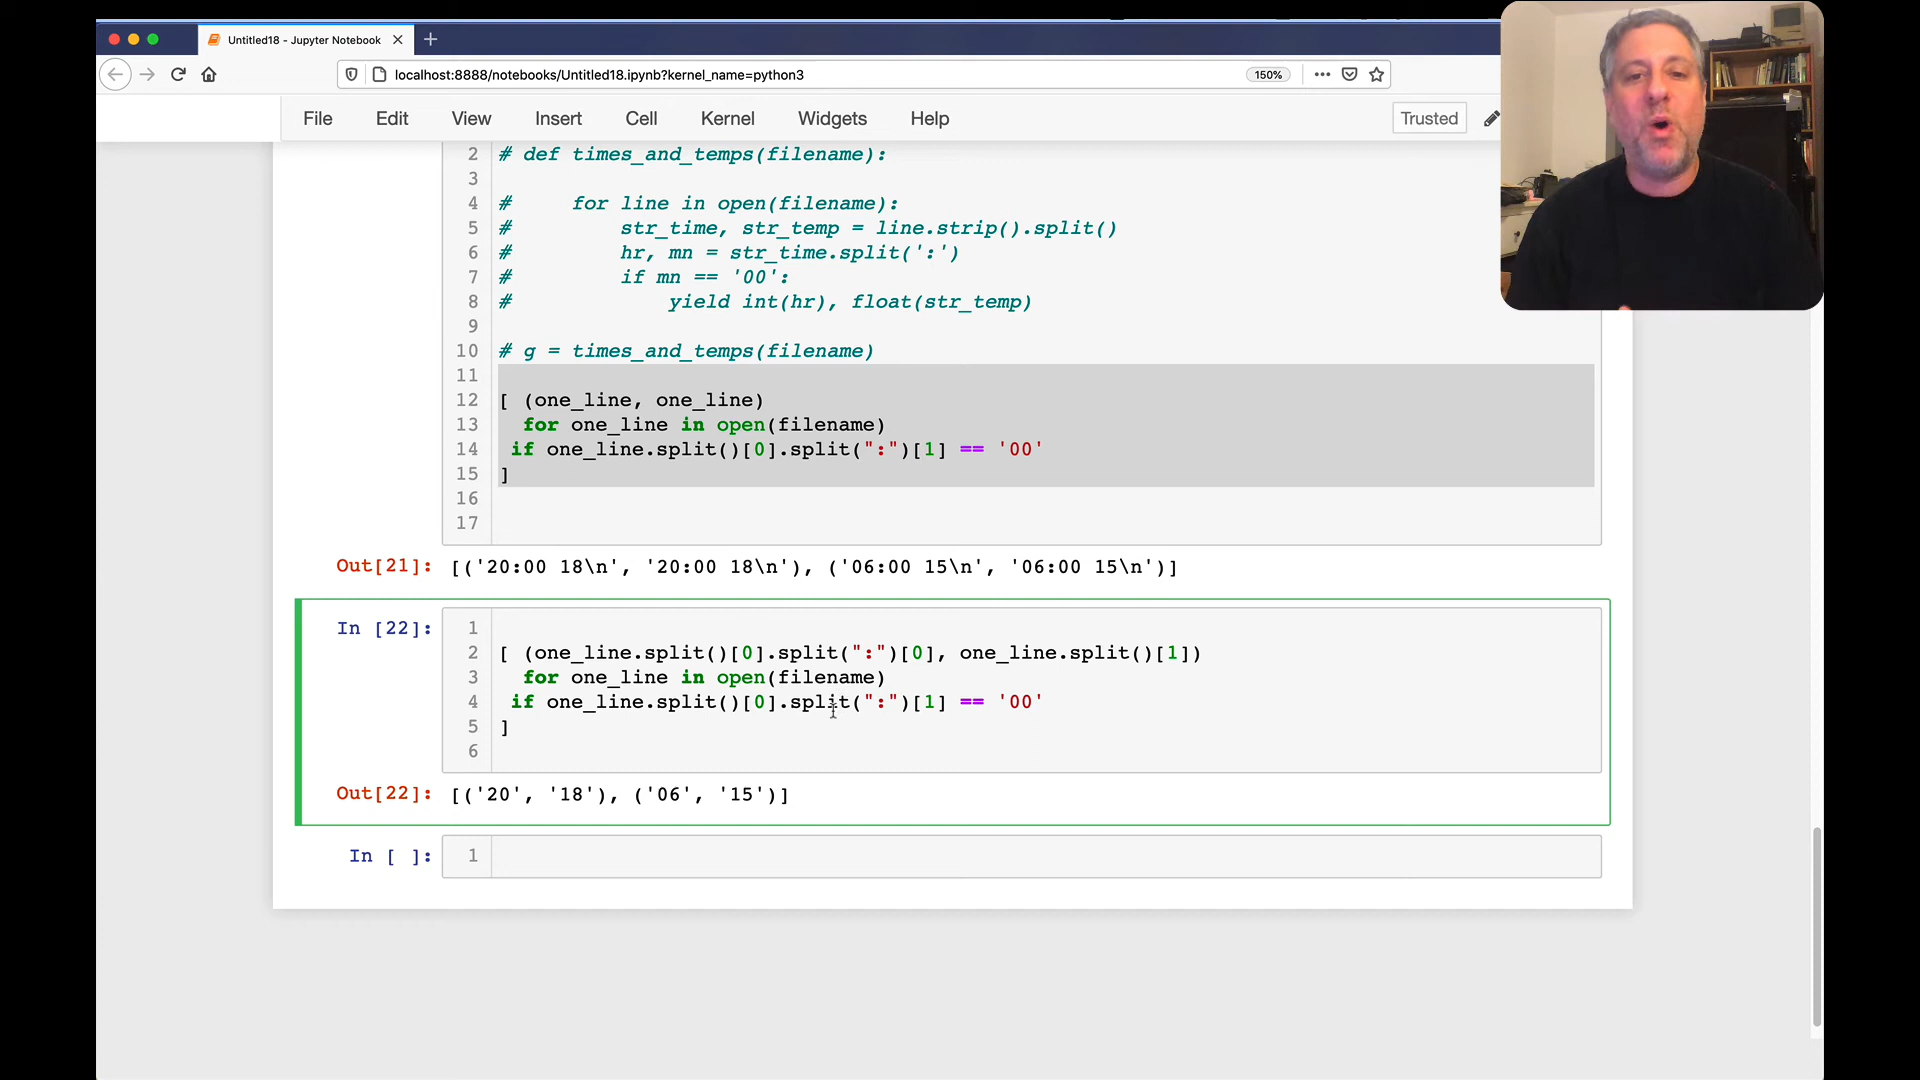 Untitled18 - Jupyter Notebook
localhost:8888/notebooks/Untitled18.ipynb?kernel_name=python3
150%
File Edit View Insert Cell Kernel Widgets Help
Trusted
2 # def times_and_temps(filename):
3
4 #     for line in open(filename):
5 #         str_time, str_temp = line.strip().split()
6 #         hr, mn = str_time.split(':')
7 #         if mn == '00':
8 #             yield int(hr), float(str_temp)
9
10 # g = times_and_temps(filename)
11
12 [ (one_line, one_line)
13   for one_line in open(filename)
14  if one_line.split()[0].split(":")[1] == '00'
15 ]
16
17
Out[21]: [('20:00 18\n', '20:00 18\n'), ('06:00 15\n', '06:00 15\n')]
In [22]: 1
2 [ (one_line.split()[0].split(":")[0], one_line.split()[1])
3   for one_line in open(filename)
4  if one_line.split()[0].split(":")[1] == '00'
5 ]
6
Out[22]: [('20', '18'), ('06', '15')]
In [ ]: 1